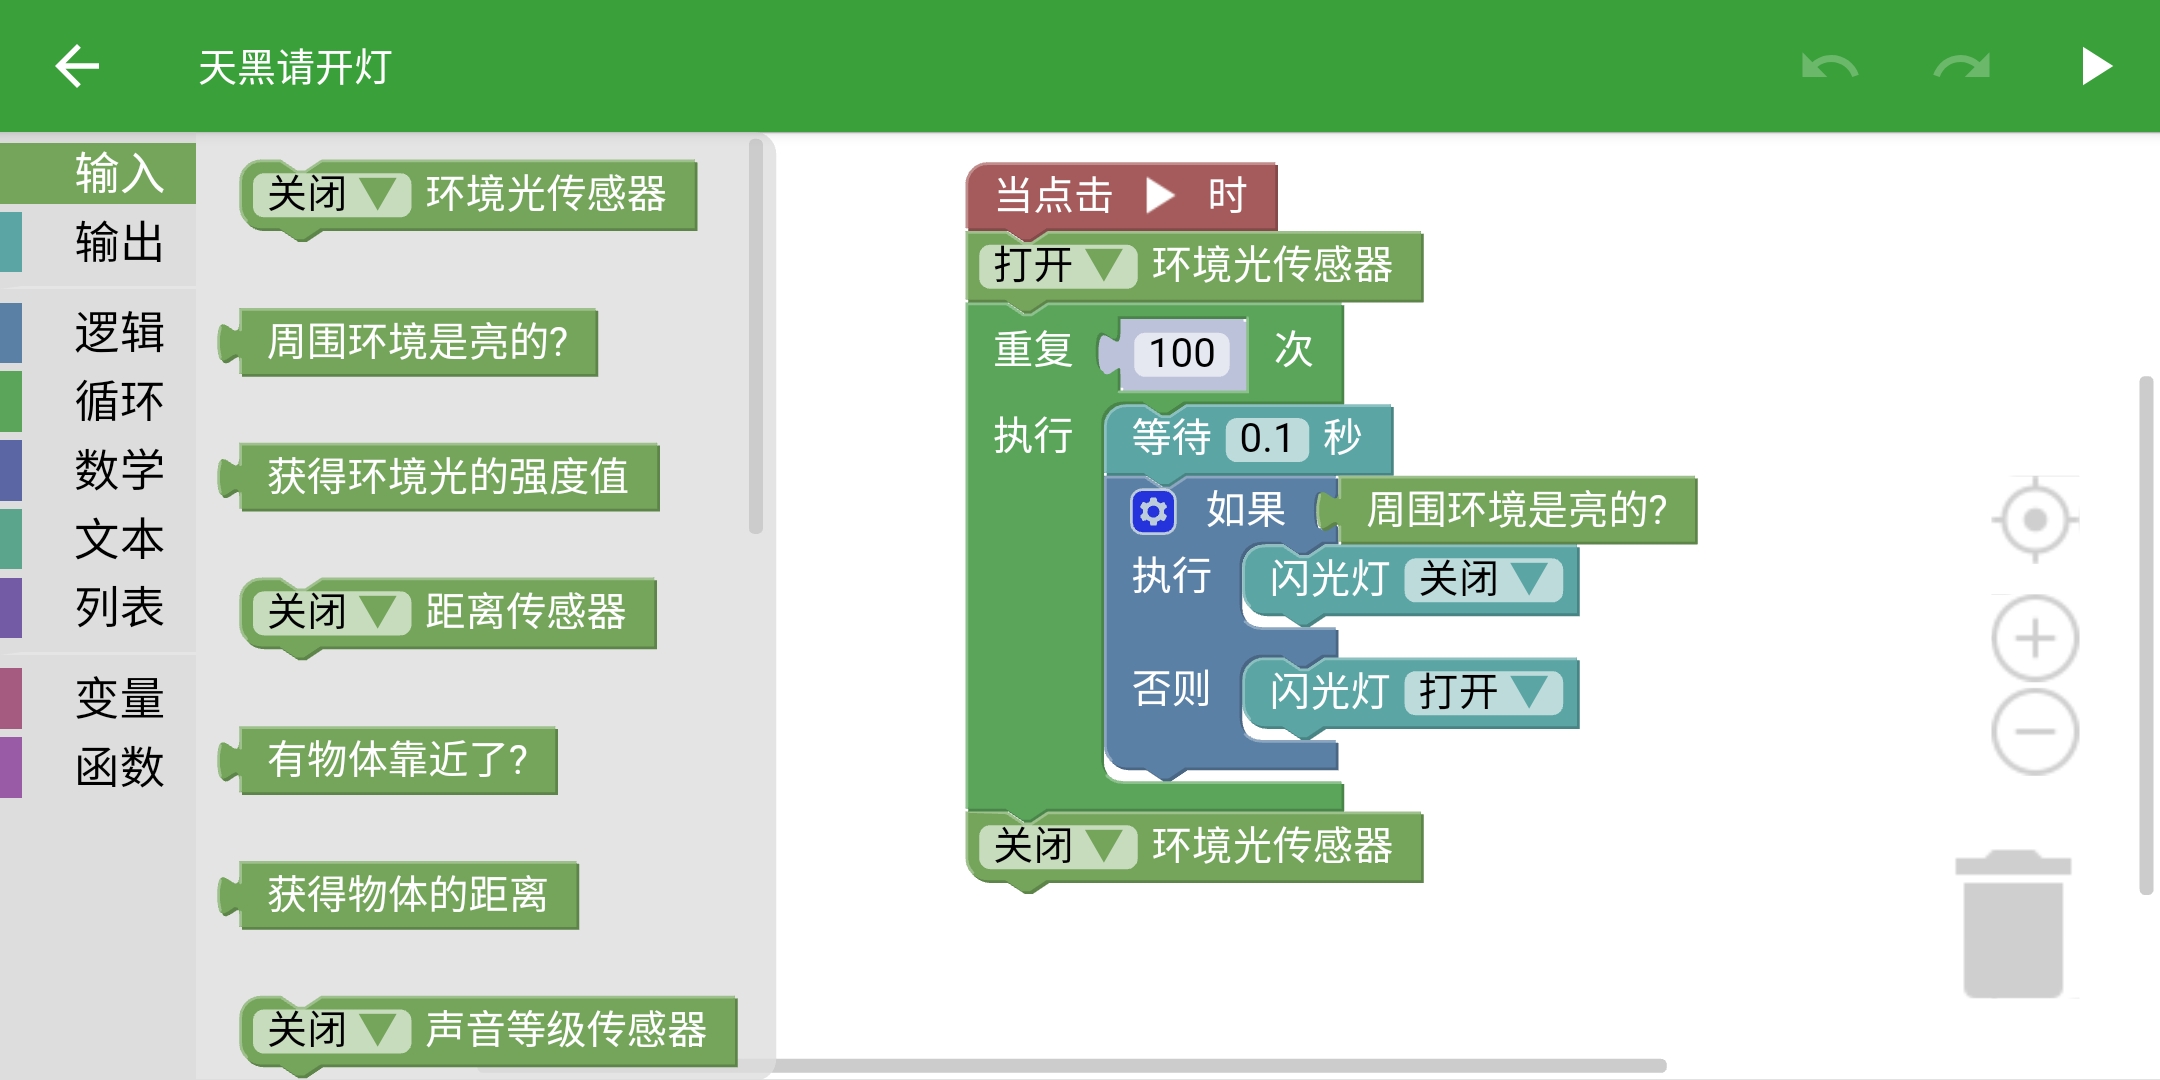 天黑请开灯
输入
输出
逻辑
循环
数学
文本
列表
变量
函数
关闭 环境光传感器
周围环境是亮的?
获得环境光的强度值
关闭 距离传感器
有物体靠近了?
获得物体的距离
关闭 声音等级传感器
当点击 时
打开 环境光传感器
重复 100 次
执行 等待 0.1 秒
如果 周围环境是亮的?
执行 闪光灯 关闭
否则 闪光灯 打开
关闭 环境光传感器